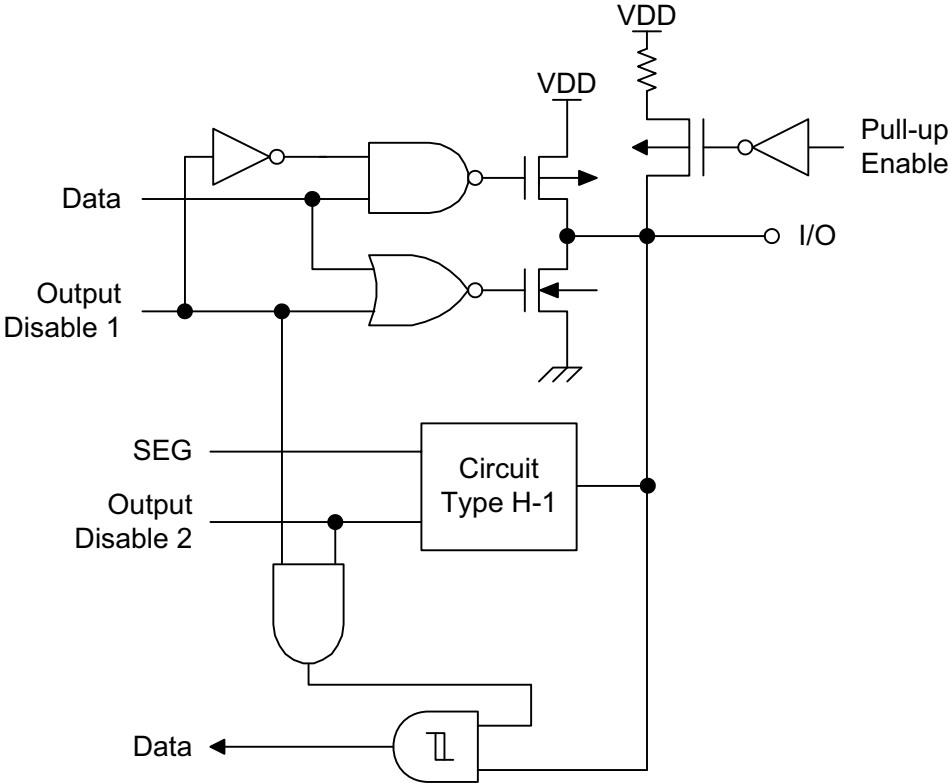 VDD
VDD
Pull-up
Enable
Data
I/O
Output
Disable 1
SEG
Circuit
Type H-1
Output
Disable 2
Data